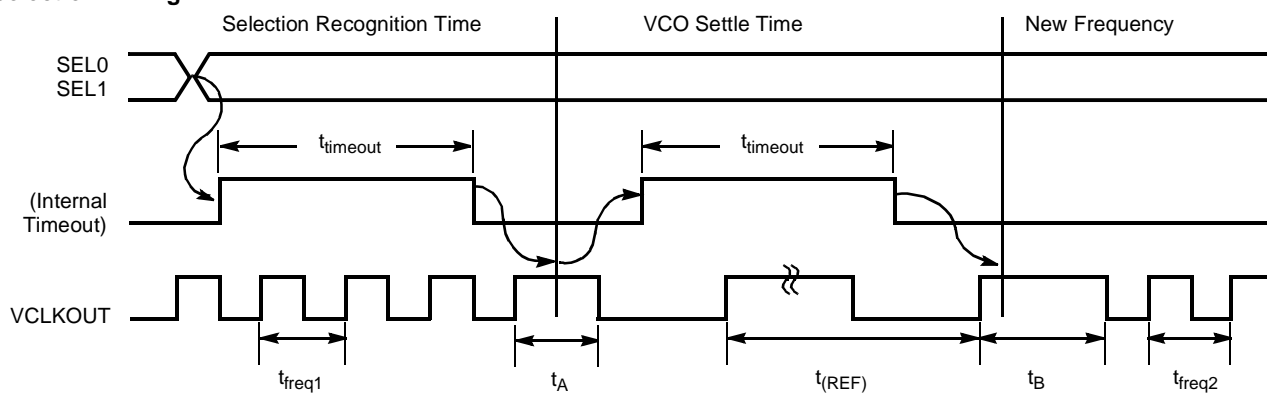 Selection Recognition Time VCO Settle Time New Frequency
SEL0
SEL1
ttimeout ttimeout
(Internal
Timeout)
VCLKOUT
tfreq1 tA t(REF) tB tfreq2